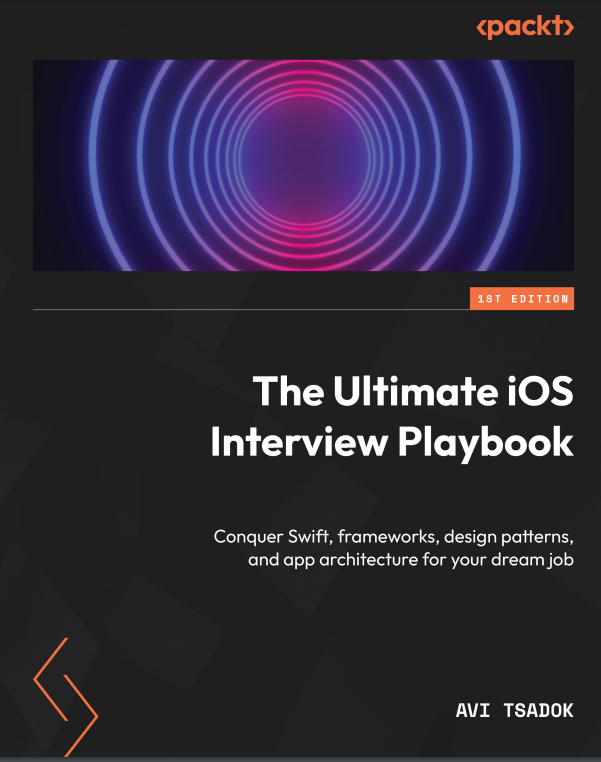 <packt>
1ST EDITION
The Ultimate iOS
Interview Playbook
Conquer Swift, frameworks, design patterns,
and app architecture for your dream job
AVI TSADOK